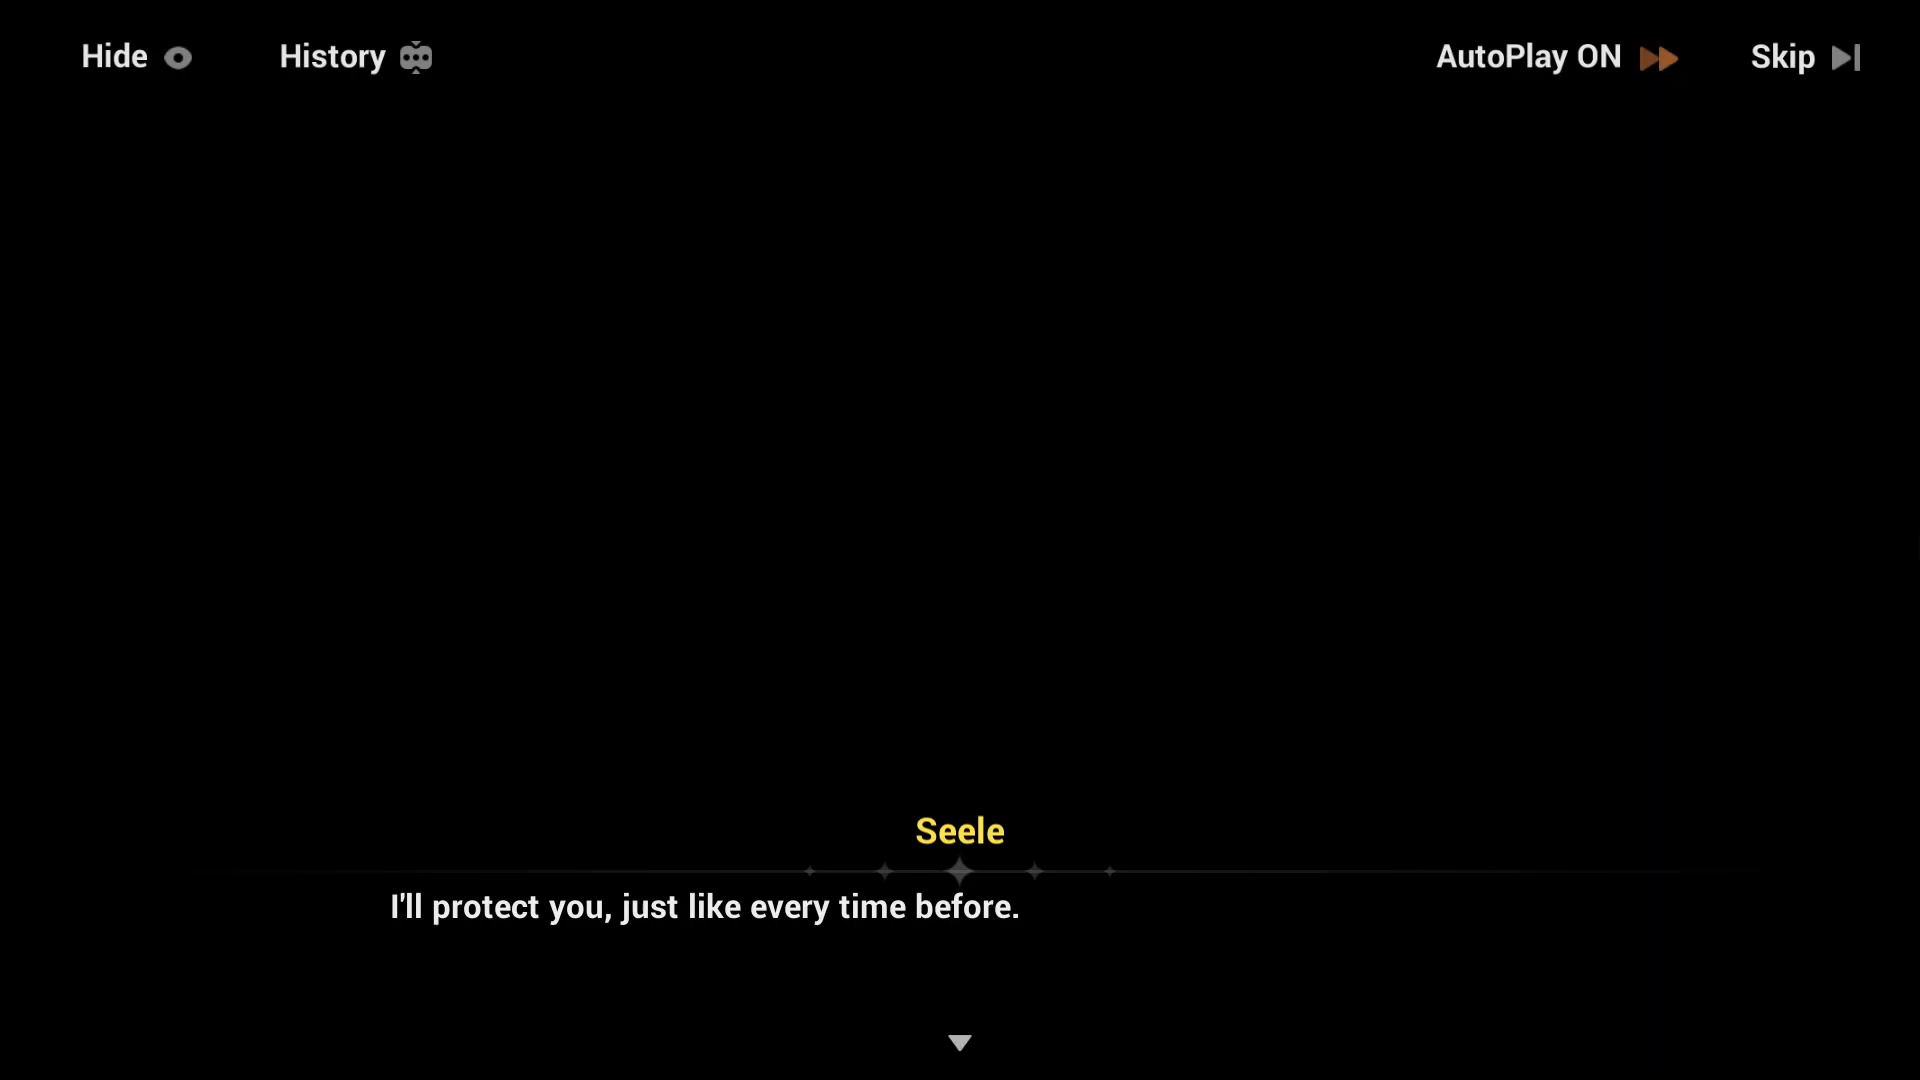 Hide
History
AutoPlay ON
Skip
Seele
I'll protect you, just like every time before.